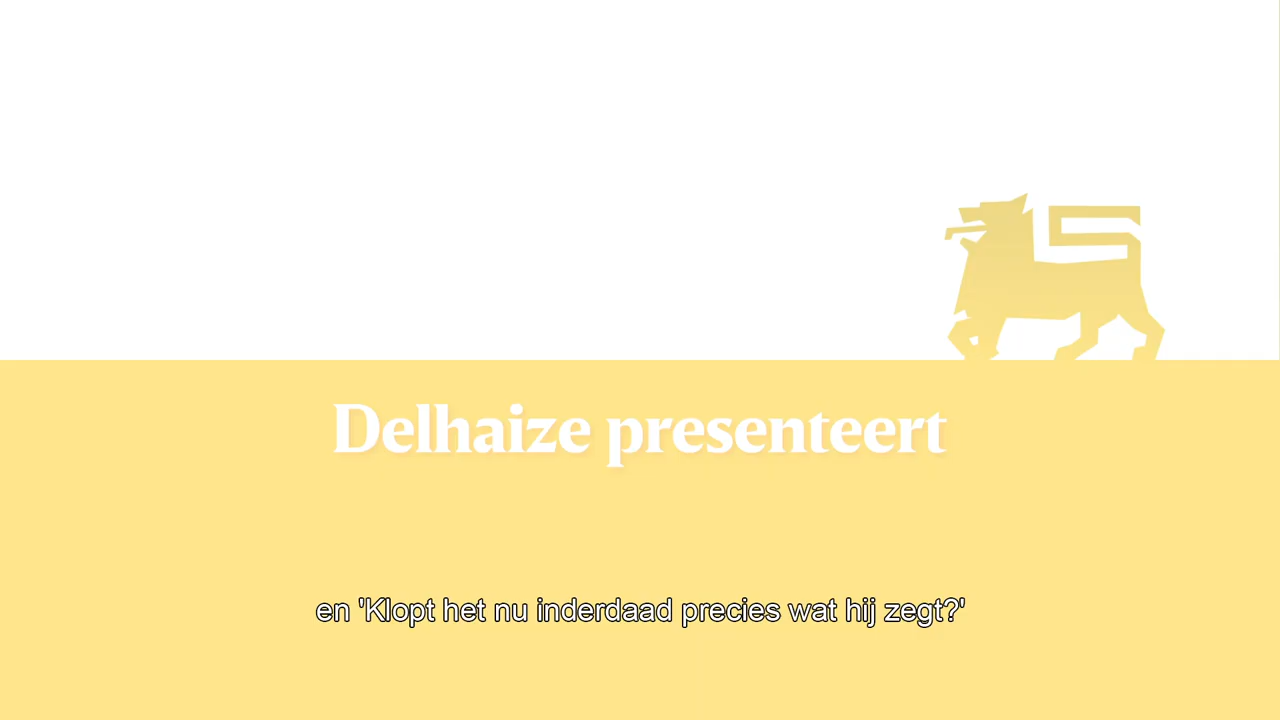 Delhaize presenteert
en 'Klopt het nu inderdaad precies wat hij zegt?'